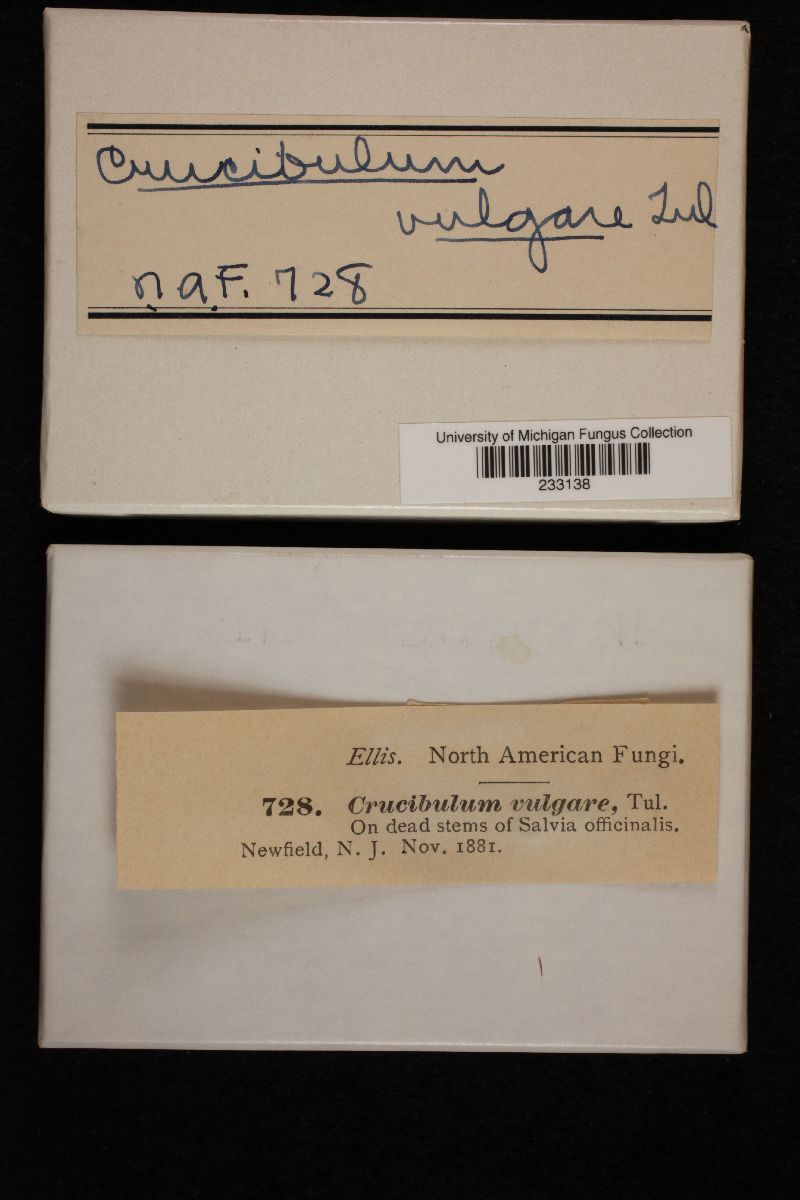 Crucibulum
vulgare Tul
n.a.F. 728
University of Michigan Fungus Collection
233138
Ellis. North American Fungi.
728. Crucibulum vulgare, Tul.
On dead stems of Salvia officinalis.
Newfield, N. J. Nov. 1881.